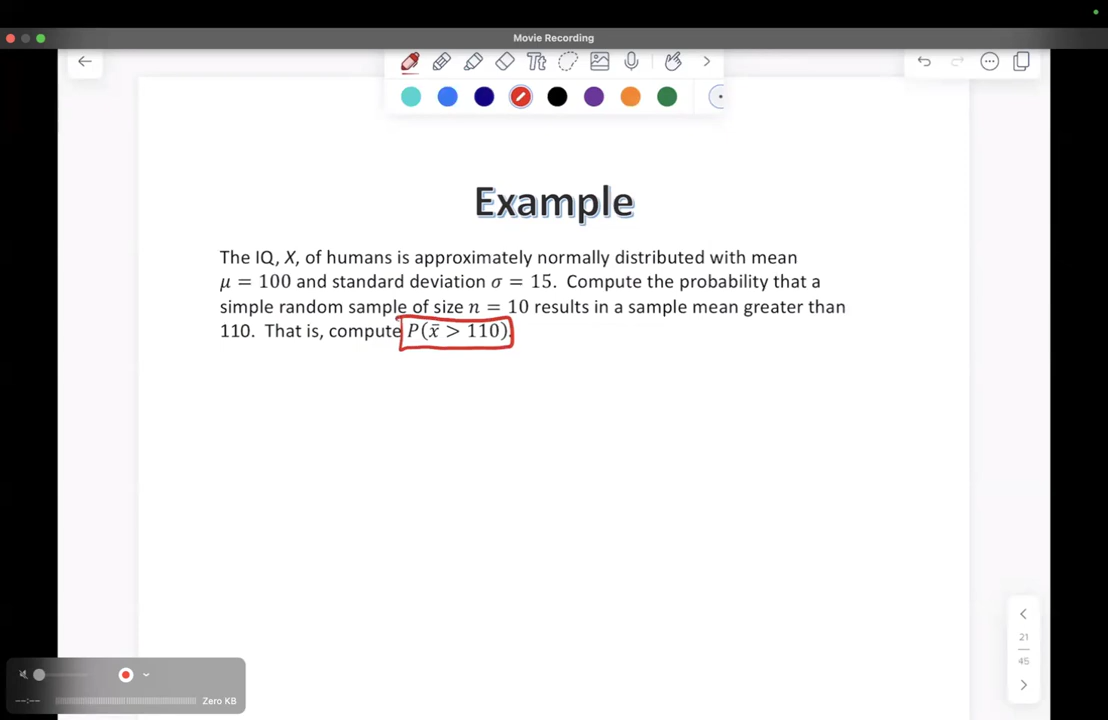 Movie Recording
Tt
Example
The IQ, X, of humans is approximately normally distributed with mean
μ = 100 and standard deviation σ = 15. Compute the probability that a
simple random sample of size n = 10 results in a sample mean greater than
110. That is, compute P(x̄ > 110).
21
45
--:--
Zero KB